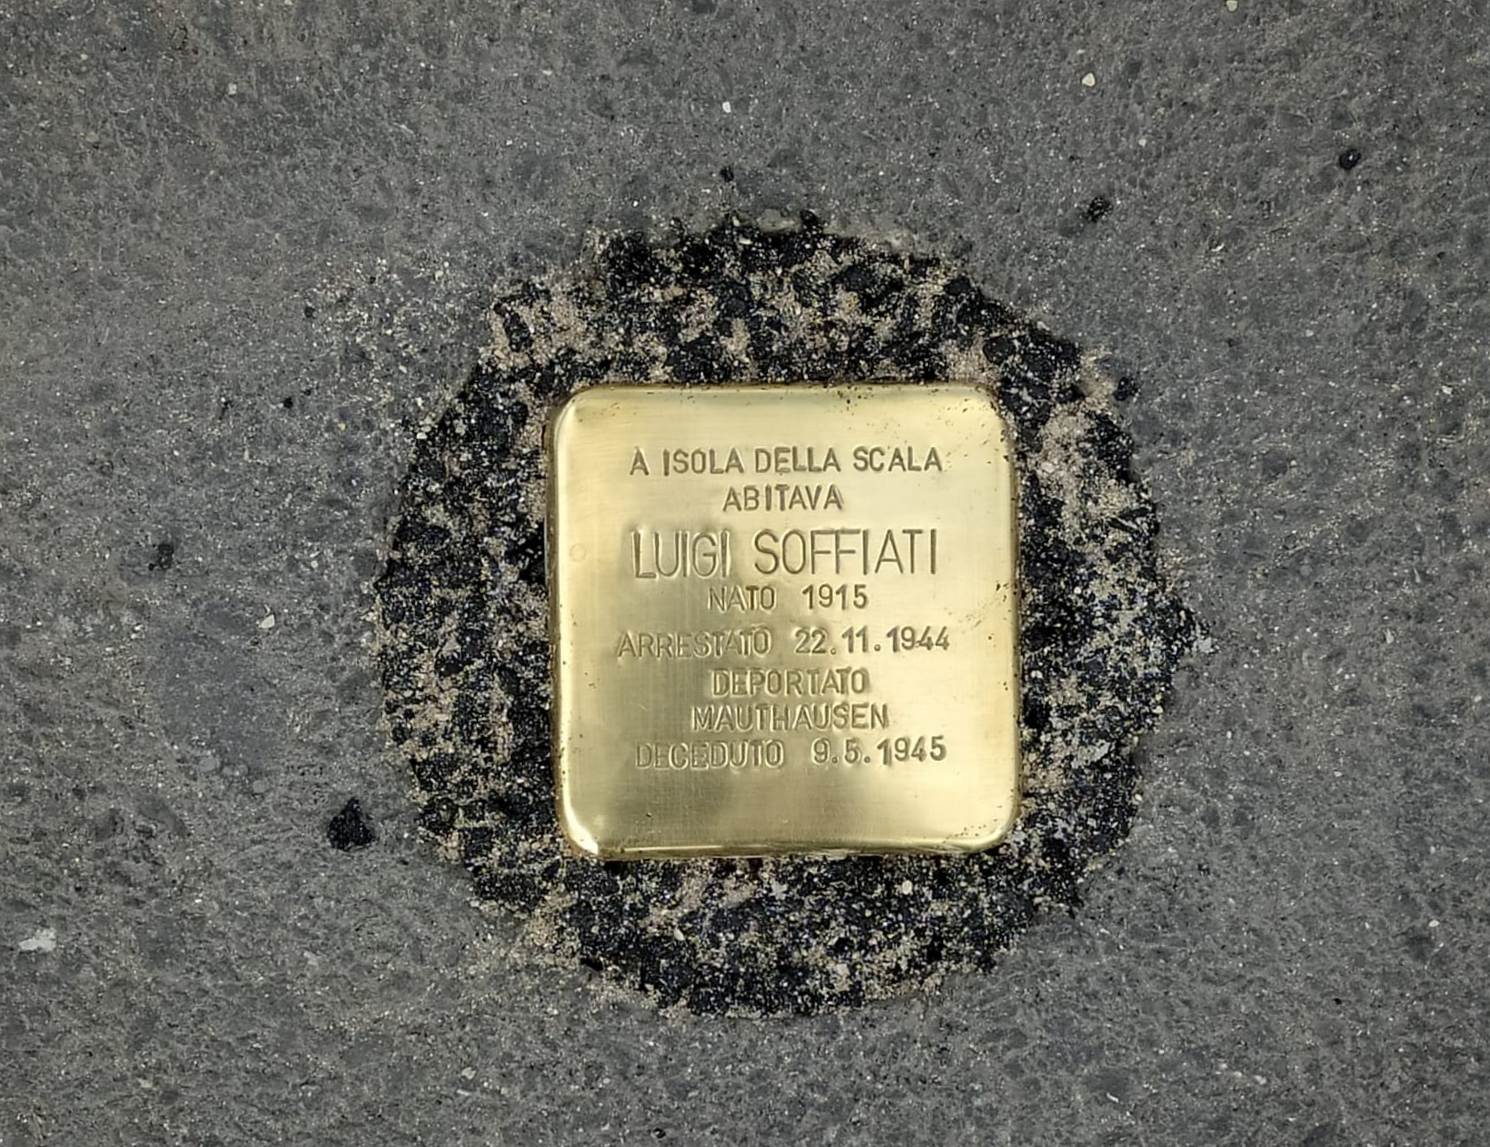 A ISOLA DELLA SCALA
ABITAVA
LUIGI SOFFIATI
NATO 1915
ARRESTATO 22.11.1944
DEPORTATO
MAUTHAUSEN
DECEDUTO 9.5.1945